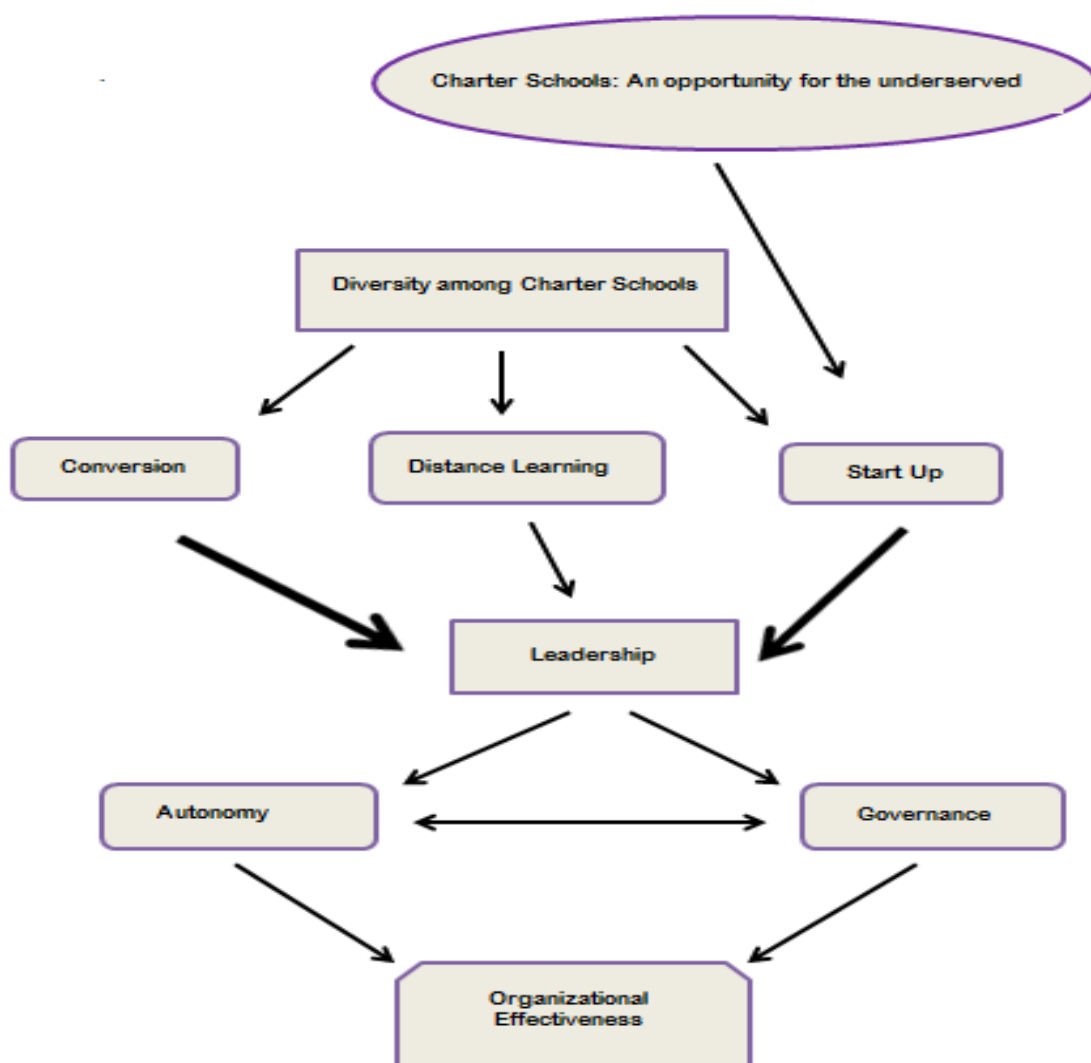 Charter Schools: An opportunity for the underserved
Diversity among Charter Schools
Conversion
Distance Learning
Start Up
Leadership
Autonomy
Governance
Organizational
Effectiveness